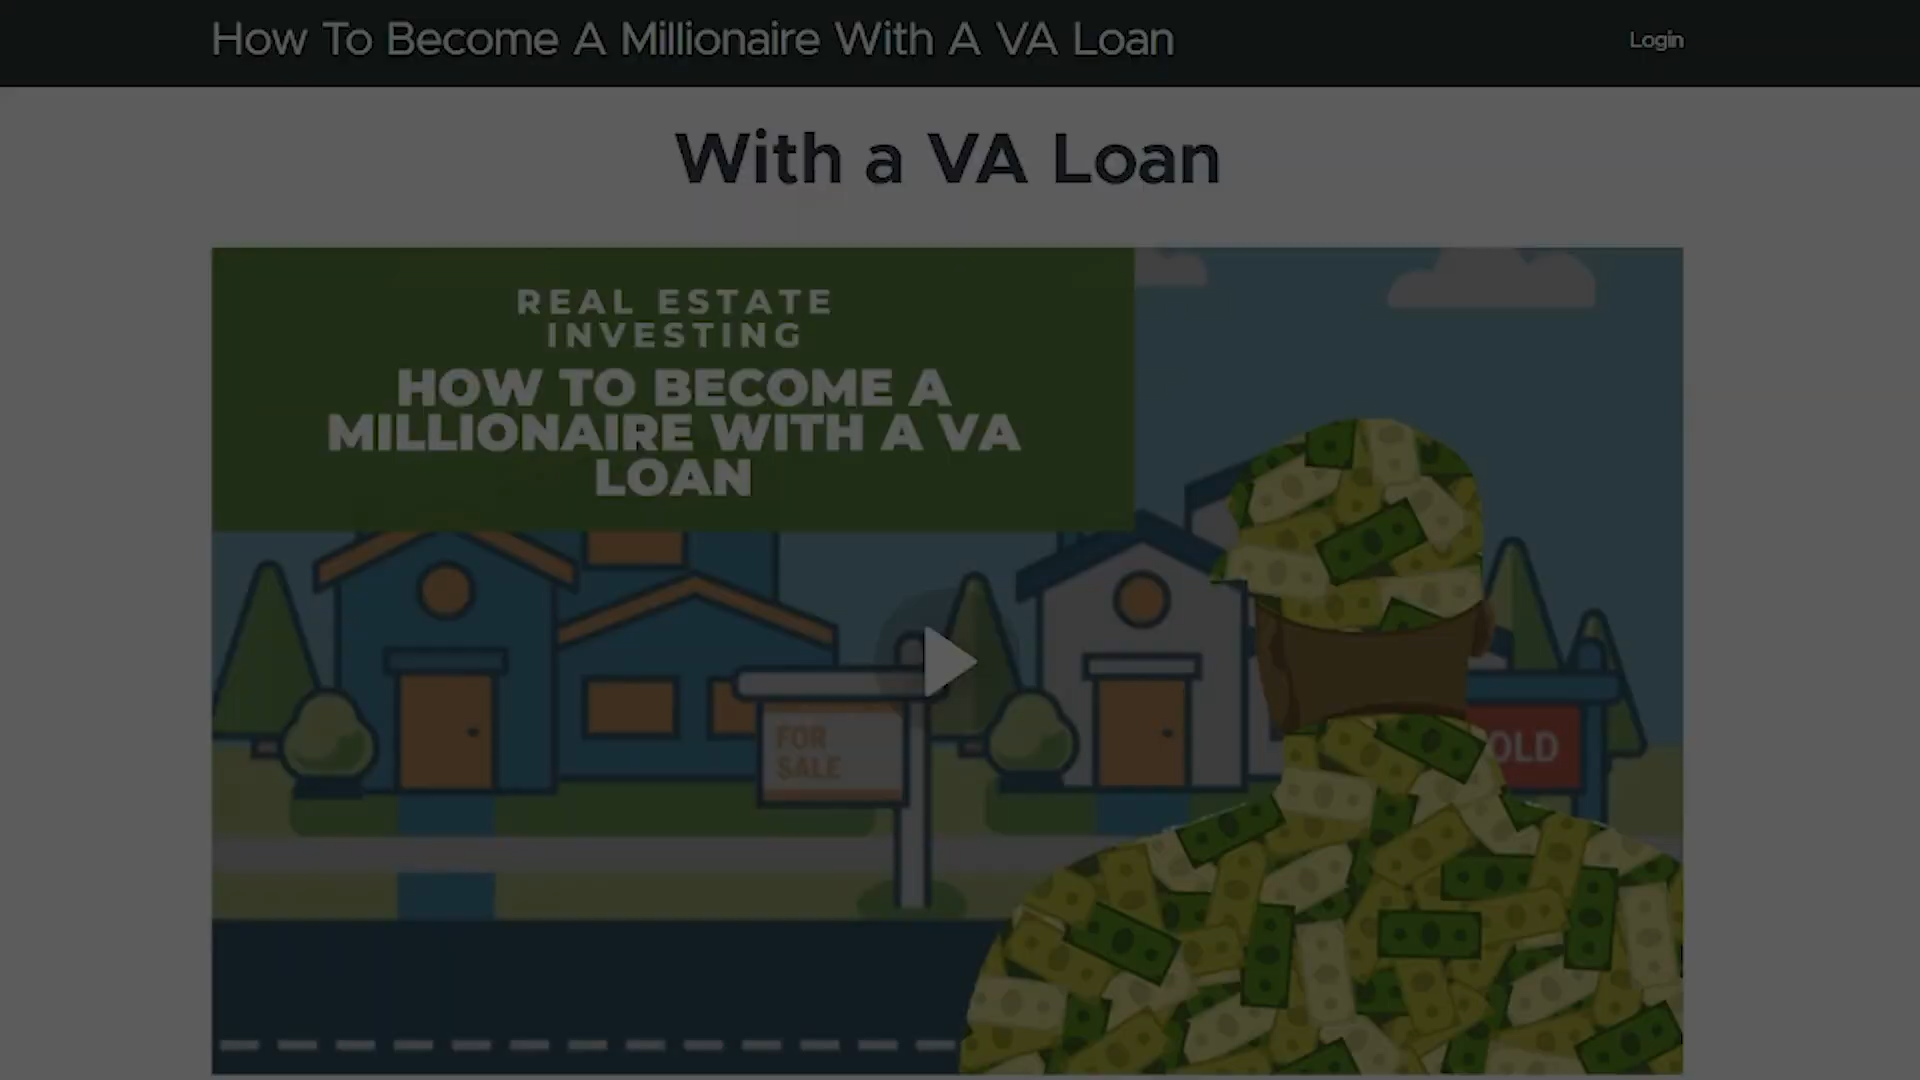 How To Become A Millionaire With A VA Loan
Login
With a VA Loan
REAL ESTATE
INVESTING
HOW TO BECOME A
MILLIONAIRE WITH A VA
LOAN
FOR
SALE
OLD